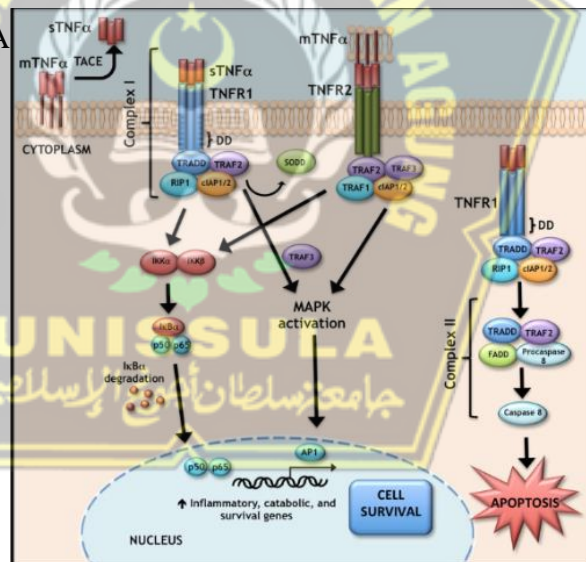 A
sTNFα
mTNFα
TACE
CYTOPLASM
Complex I
sTNFα
TNFR1
DD
TRADD
TRAF2
RIP1
cIAP1/2
SODD
mTNFα
TNFR2
TRAF2
TRAF3
TRAF1
cIAP1/2
TNFR1
DD
TRADD
TRAF2
RIP1
cIAP1/2
IKKα
IKKβ
TRAF3
MAPK
activation
IκBα
p50
p65
IκBα
degradation
Complex II
TRADD
TRAF2
FADD
Procaspase
8
Caspase 8
APOPTOSIS
p50
p65
AP1
↑ Inflammatory, catabolic, and
survival genes
CELL
SURVIVAL
NUCLEUS
AGUNG
UNISSULA
جامعة سلطان أجونج الإسلامية